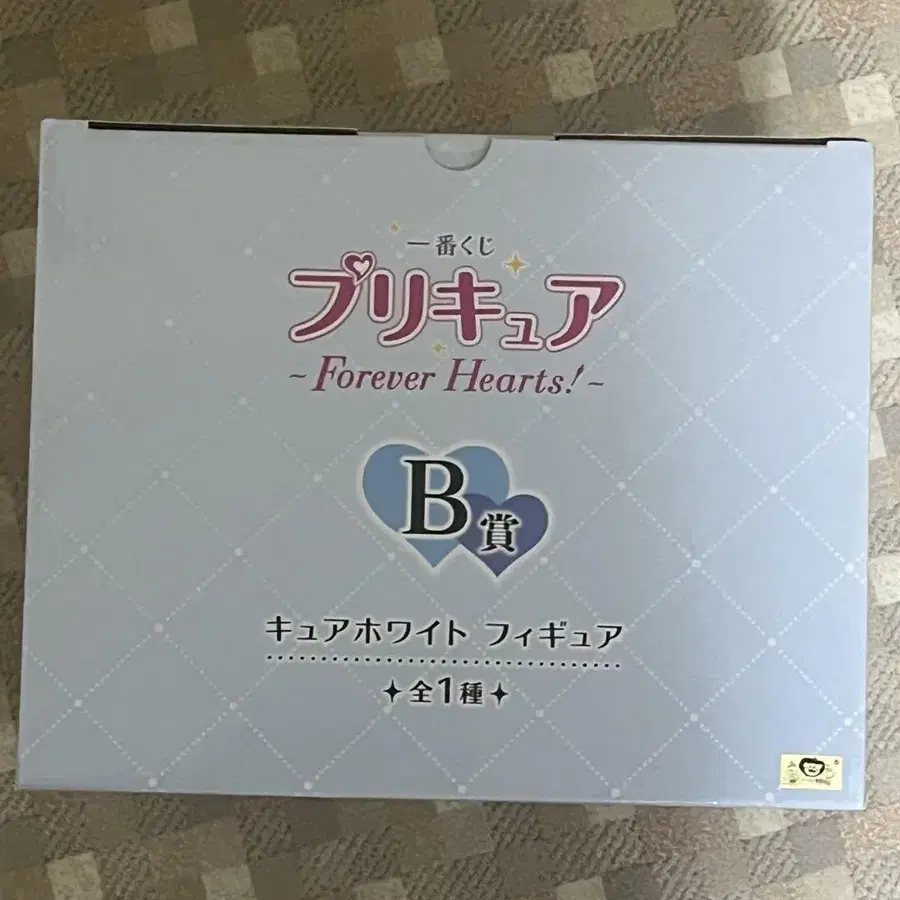 一番くじ
プリキュア
~Forever Hearts!~
B賞
キュアホワイト フィギュア
全1種